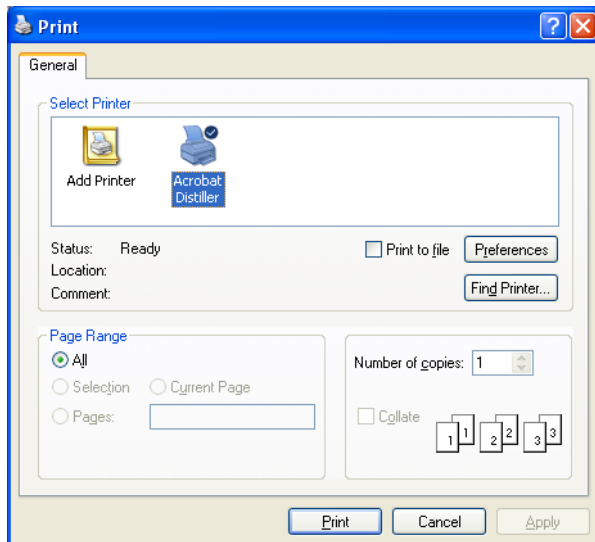 Print
General
Select Printer
Add Printer
Acrobat
Distiller
Status: Ready
Print to file
Preferences
Location:
Comment:
Find Printer...
Page Range
All
Selection
Current Page
Pages:
Number of copies: 1
Collate
1 1 2 2 3 3
Print
Cancel
Apply